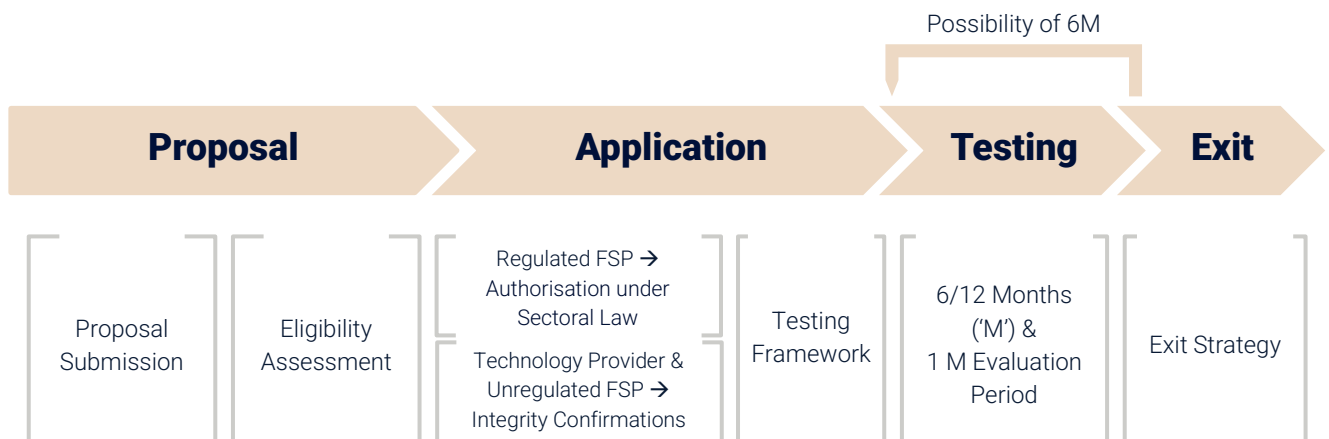 Possibility of 6M
Proposal
Application
Testing
Exit
Proposal
Submission
Eligibility
Assessment
Regulated FSP →
Authorisation under
Sectoral Law
Technology Provider &
Unregulated FSP →
Integrity Confirmations
Testing
Framework
6/12 Months
(‘M’) &
1 M Evaluation
Period
Exit Strategy